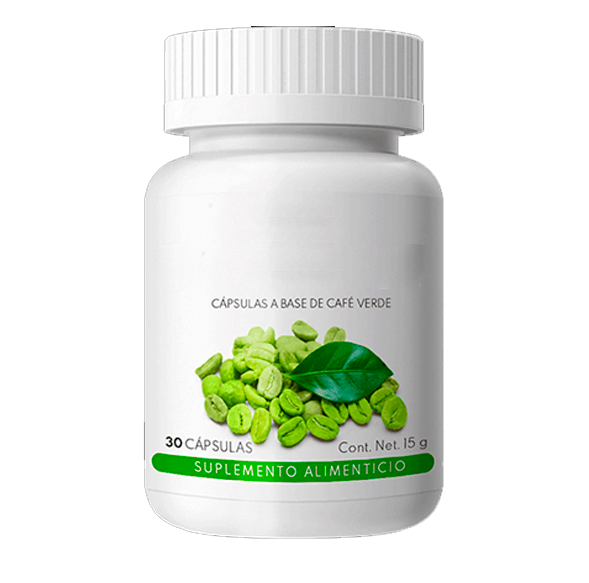 CÁPSULAS A BASE DE CAFÉ VERDE
30 CÁPSULAS
Cont. Net. 15 g
SUPLEMENTO ALIMENTICIO